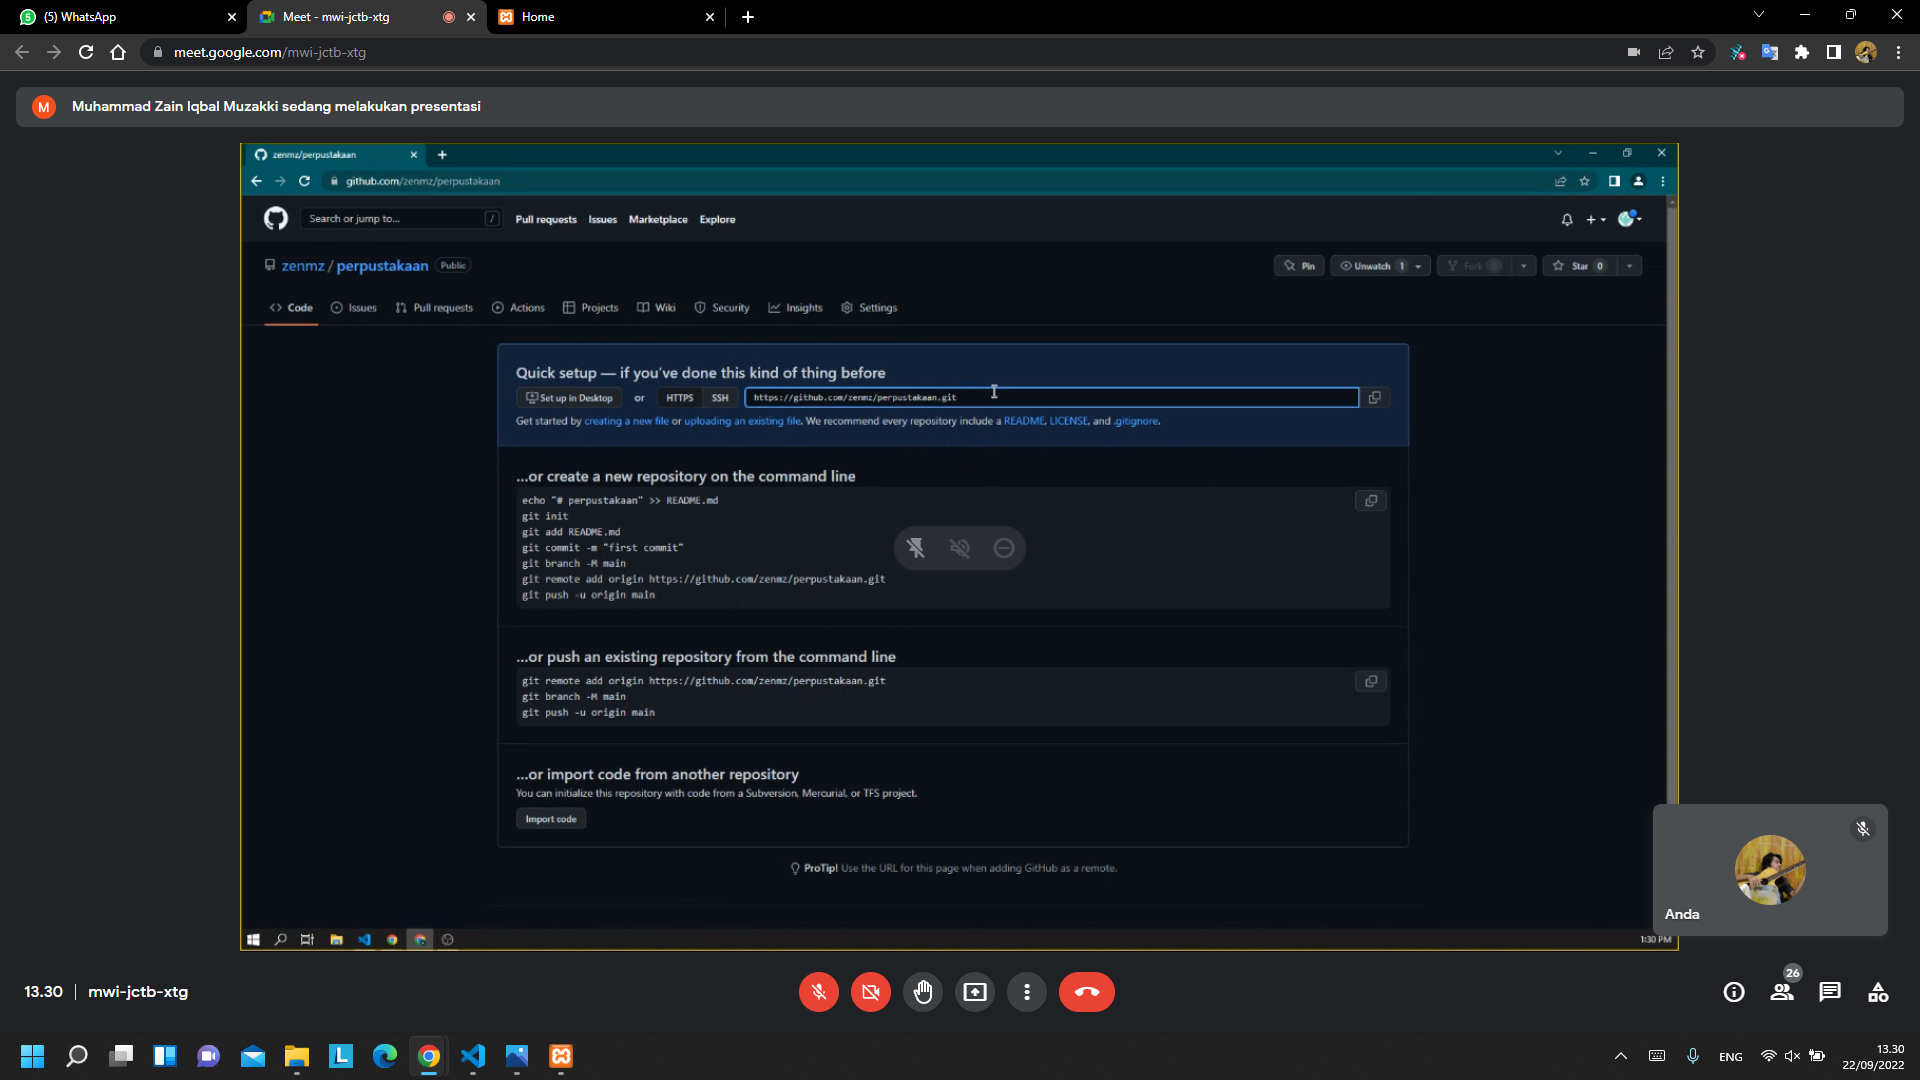 (5) WhatsApp
Meet - mwi-jctb-xtg
Home
meet.google.com/mwi-jctb-xtg
M
Muhammad Zain Iqbal Muzakki sedang melakukan presentasi
zenmz/perpustakaan
github.com/zenmz/perpustakaan
Search or jump to...
/
Pull requests
Issues
Marketplace
Explore
zenmz / perpustakaan
Public
Pin
Unwatch 1
Fork 0
Star 0
Code
Issues
Pull requests
Actions
Projects
Wiki
Security
Insights
Settings
Quick setup — if you've done this kind of thing before
Set up in Desktop
or
HTTPS
SSH
https://github.com/zenmz/perpustakaan.git
Get started by creating a new file or uploading an existing file. We recommend every repository include a README, LICENSE, and .gitignore.
...or create a new repository on the command line
echo "# perpustakaan" >> README.md
git init
git add README.md
git commit -m "first commit"
git branch -M main
git remote add origin https://github.com/zenmz/perpustakaan.git
git push -u origin main
...or push an existing repository from the command line
git remote add origin https://github.com/zenmz/perpustakaan.git
git branch -M main
git push -u origin main
...or import code from another repository
You can initialize this repository with code from a Subversion, Mercurial, or TFS project.
Import code
ProTip! Use the URL for this page when adding GitHub as a remote.
Anda
1:30 PM
13.30 | mwi-jctb-xtg
26
L
ENG
13.30
22/09/2022